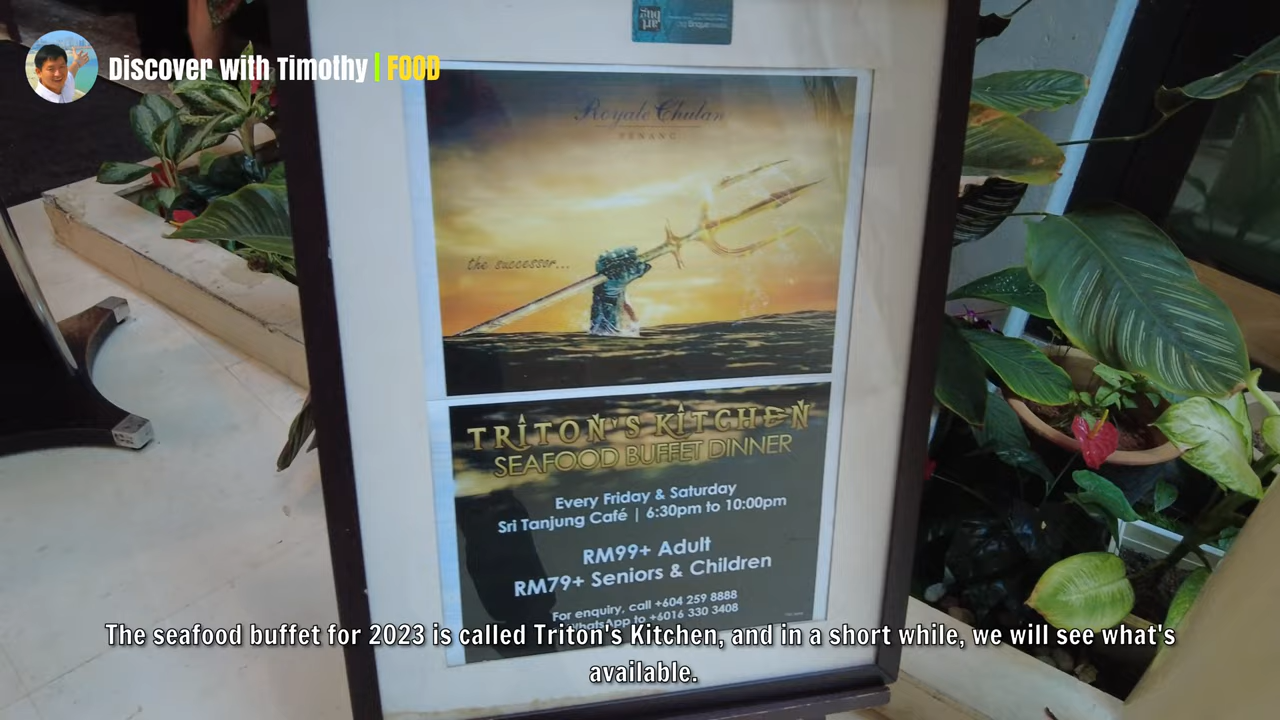 Discover with Timothy | FOOD
Royale Chulan
PENANG
the successor...
TRITON'S KITCHEN
SEAFOOD BUFFET DINNER
Every Friday & Saturday
Sri Tanjung Café | 6:30pm to 10:00pm
RM99+ Adult
RM79+ Seniors & Children
For enquiry, call +604 259 8888
WhatsApp to +6016 330 3408
The seafood buffet for 2023 is called Triton's Kitchen, and in a short while, we will see what's
available.